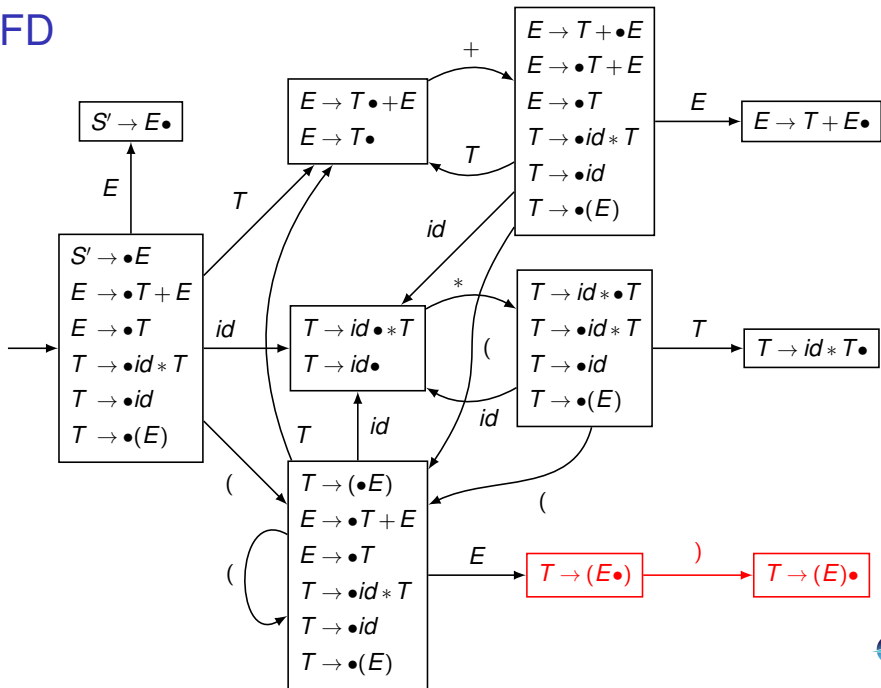 FD
S′ → E•
E
S′ → •E
E → •T + E
E → •T
T → •id * T
T → •id
T → •(E)
T
id
(
E → T• + E
E → T•
+
T
E → T + •E
E → •T + E
E → •T
T → •id * T
T → •id
T → •(E)
E
E → T + E•
id
(
T → id• * T
T → id•
*
id
T → id * •T
T → •id * T
T → •id
T → •(E)
T
T → id * T•
(
T
id
T → (•E)
E → •T + E
E → •T
T → •id * T
T → •id
T → •(E)
(
E
T → (E•)
)
T → (E)•